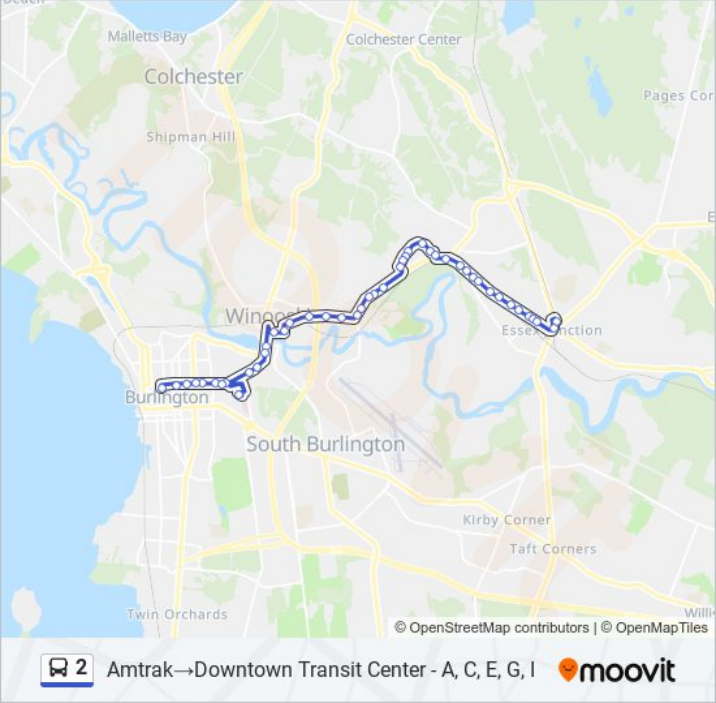 Malletts Bay
Colchester Center
Colchester
Pages Cor
Shipman Hill
E
Winooski
Essex Junction
Burlington
South Burlington
Kirby Corner
Taft Corners
Twin Orchards
Willi
© OpenStreetMap contributors | © OpenMapTiles
2 Amtrak→Downtown Transit Center - A, C, E, G, I moovit